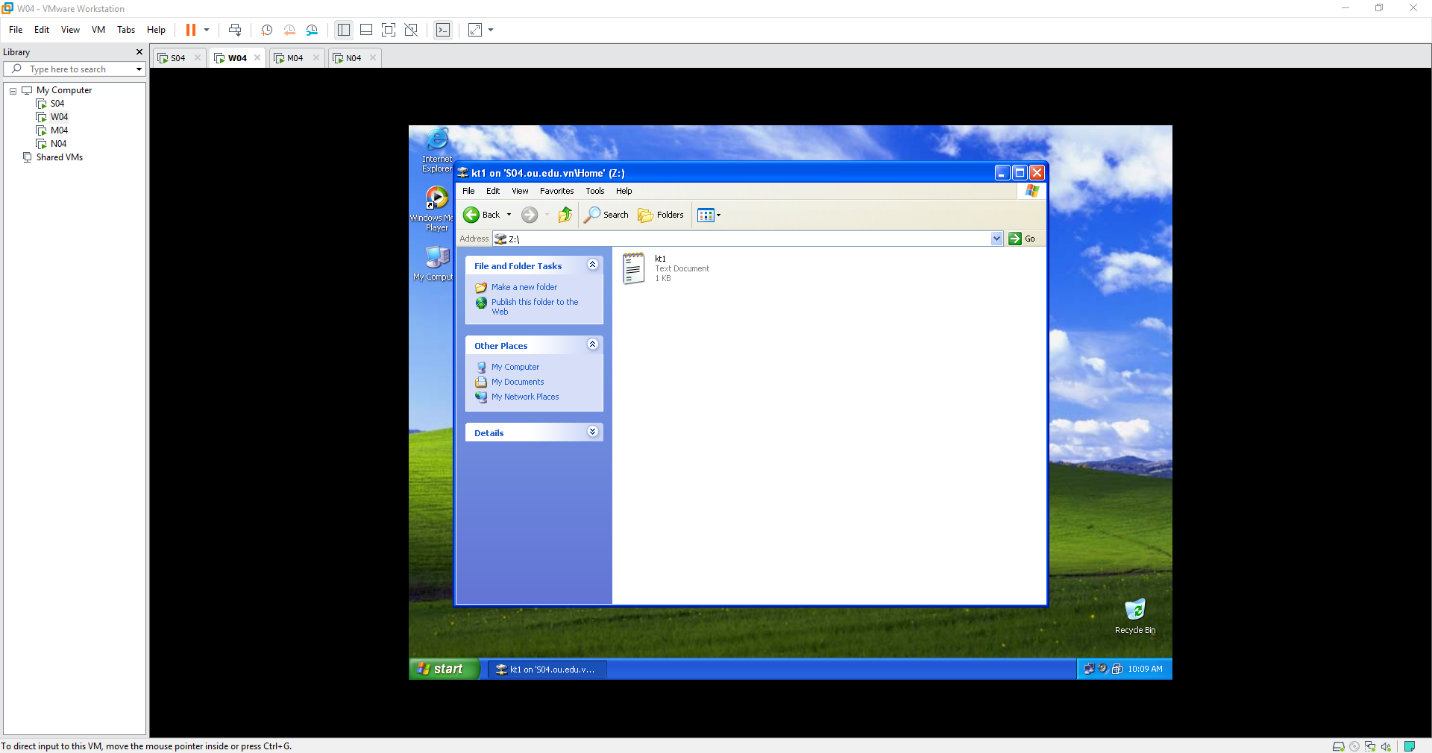 W04 - VMware Workstation
File Edit View VM Tabs Help
Library
Type here to search
My Computer
S04
W04
M04
N04
Shared VMs
S04 W04 M04 N04
Internet
Explorer
Windows Me
Player
My Comput
kt1 on 'S04.ou.edu.vn\Home' (Z:)
File Edit View Favorites Tools Help
Back Search Folders
Address Z:\ Go
File and Folder Tasks
Make a new folder
Publish this folder to the
Web
Other Places
My Computer
My Documents
My Network Places
Details
kt1
Text Document
1 KB
Recycle Bin
start kt1 on 'S04.ou.edu.v... 10:09 AM
To direct input to this VM, move the mouse pointer inside or press Ctrl+G.